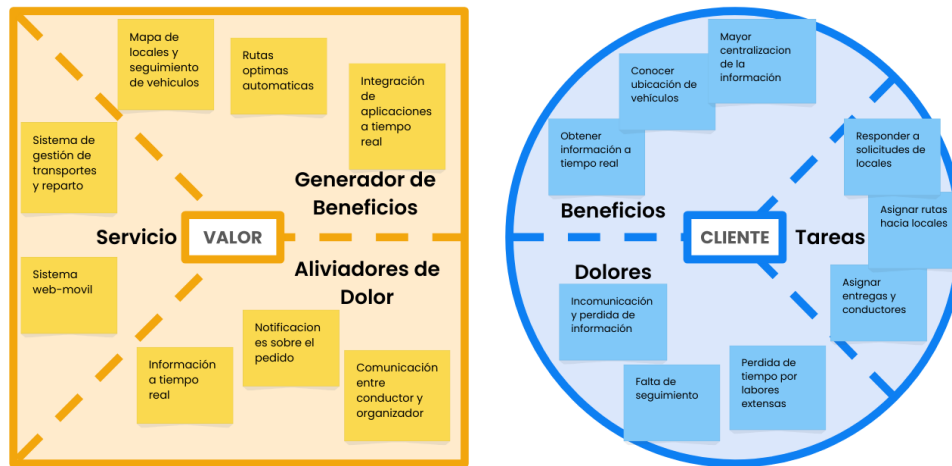 Mapa de
locales y
seguimiento
de vehiculos
Rutas
optimas
automaticas
Integración
de
aplicaciones
a tiempo
real
Sistema de
gestión de
transportes
y reparto
Generador de
Beneficios
Servicio
VALOR
Aliviadores de
Dolor
Sistema
web-movil
Información
a tiempo
real
Notificacion
es sobre el
pedido
Comunicación
entre
conductor y
organizador
Mayor
centralizacion
de la
información
Conocer
ubicación de
vehículos
Obtener
información a
tiempo real
Responder a
solicitudes de
locales
Asignar rutas
hacia locales
Beneficios
CLIENTE
Tareas
Dolores
Asignar
entregas y
conductores
Incomunicación
y perdida de
información
Falta de
seguimiento
Perdida de
tiempo por
labores
extensas